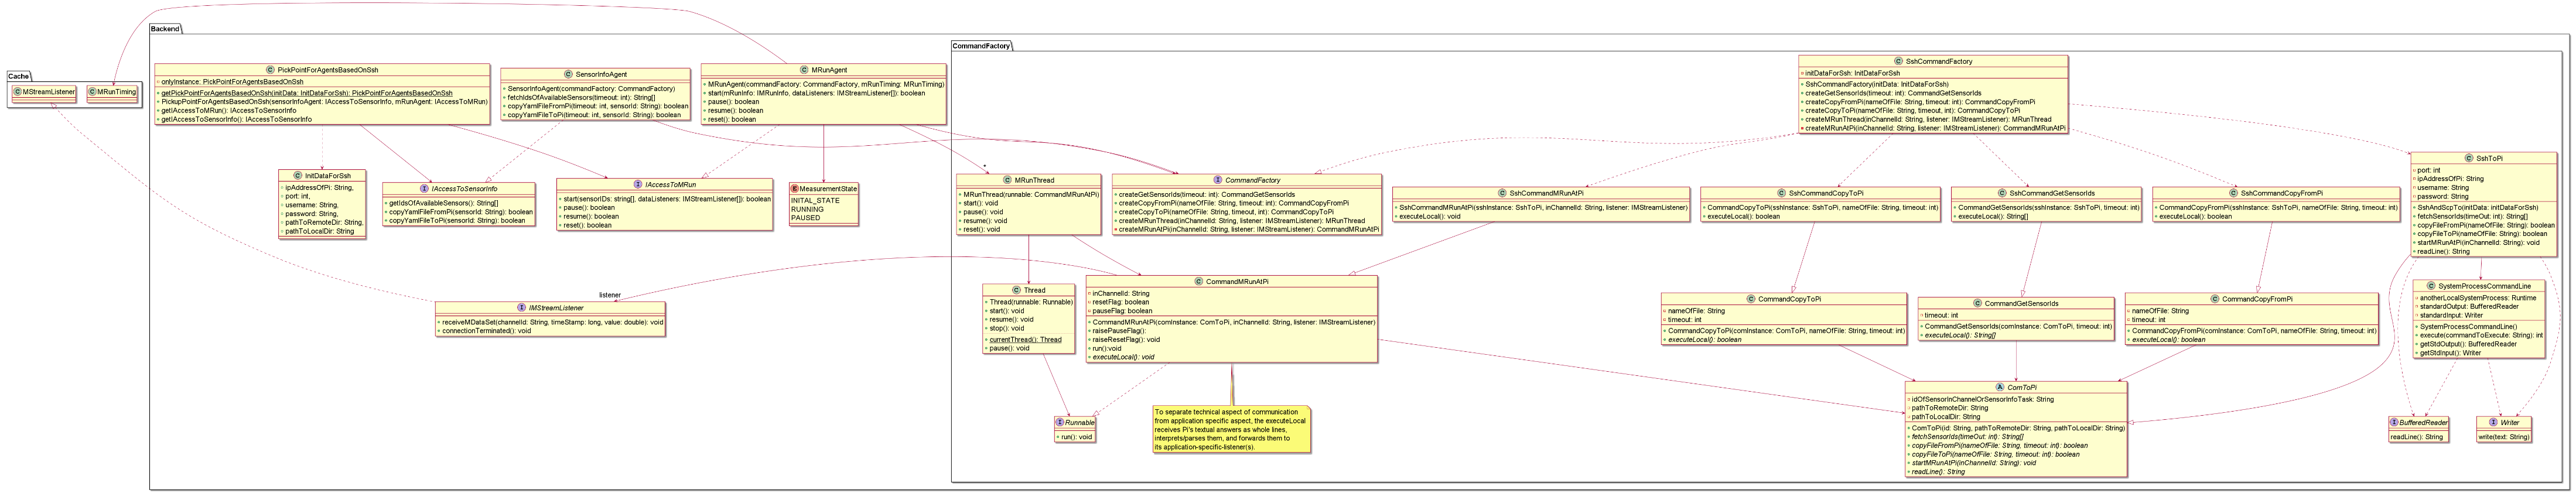 Backend
CommandFactory
Cache
MStreamListener
MRunTiming
PickPointForAgentsBasedOnSsh
onlyInstance: PickPointForAgentsBasedOnSsh
getPickPointForAgentsBasedOnSsh(initData: InitDataForSsh): PickPointForAgentsBasedOnSsh
PickupPointForAgentsBasedOnSsh(sensorInfoAgent: IAccessToSensorInfo, mRunAgent: IAccessToMRun)
getIAccessToMRun(): IAccessToMRun
getIAccessToSensorInfo(): IAccessToSensorInfo
SensorInfoAgent
SensorInfoAgent(commandFactory: CommandFactory)
fetchIdsOfAvailableSensors(timeout: int): String[]
copyYamlFileFromPi(timeout: int, sensorId: String): boolean
copyYamlFileToPi(timeout: int, sensorId: String): boolean
MRunAgent
MRunAgent(commandFactory: CommandFactory, mRunTiming: MRunTiming)
start(mRunInfo: IMRunInfo, dataListeners: IMStreamListener[]): boolean
pause(): boolean
resume(): boolean
reset(): boolean
SshCommandFactory
initDataForSsh: InitDataForSsh
SshCommandFactory(initData: InitDataForSsh)
createGetSensorIds(timeout: int): CommandGetSensorIds
createCopyFromPi(nameOfFile: String, timeout: int): CommandCopyFromPi
createCopyToPi(nameOfFile: String, timeout, int): CommandCopyToPi
createMRunThread(inChannelId: String, listener: IMStreamListener): MRunThread
createMRunAtPi(inChannelId: String, listener: IMStreamListener): CommandMRunAtPi
InitDataForSsh
ipAddressOfPi: String,
port: int,
username: String,
password: String,
pathToRemoteDir: String,
pathToLocalDir: String
IAccessToSensorInfo
getIdsOfAvailableSensors(): String[]
copyYamlFileFromPi(sensorId: String): boolean
copyYamlFileToPi(sensorId: String): boolean
IAccessToMRun
start(sensorIDs: string[], dataListeners: IMStreamListener[]): boolean
pause(): boolean
resume(): boolean
reset(): boolean
MeasurementState
INITAL_STATE
RUNNING
PAUSED
*
MRunThread
MRunThread(runnable: CommandMRunAtPi)
start(): void
pause(): void
resume(): void
reset(): void
CommandFactory
createGetSensorIds(timeout: int): CommandGetSensorIds
createCopyFromPi(nameOfFile: String, timeout: int): CommandCopyFromPi
createCopyToPi(nameOfFile: String, timeout, int): CommandCopyToPi
createMRunThread(inChannelId: String, listener: IMStreamListener): MRunThread
createMRunAtPi(inChannelId: String, listener: IMStreamListener): CommandMRunAtPi
SshCommandMRunAtPi
SshCommandMRunAtPi(sshInstance: SshToPi, inChannelId: String, listener: IMStreamListener)
executeLocal(): void
SshCommandCopyToPi
CommandCopyToPi(sshInstance: SshToPi, nameOfFile: String, timeout: int)
executeLocal(): boolean
SshCommandGetSensorIds
CommandGetSensorIds(sshInstance: SshToPi, timeout: int)
executeLocal(): String[]
SshCommandCopyFromPi
CommandCopyFromPi(sshInstance: SshToPi, nameOfFile: String, timeout: int)
executeLocal(): boolean
SshToPi
port: int
ipAddressOfPi: String
username: String
password: String
SshAndScpTo(initData: initDataForSsh)
fetchSensorIds(timeOut: int): String[]
copyFileFromPi(nameOfFile: String): boolean
copyFileToPi(nameOfFile: String): boolean
startMRunAtPi(inChannelId: String): void
readLine(): String
listener
IMStreamListener
receiveMDataSet(channelId: String, timeStamp: long, value: double): void
connectionTerminated(): void
Thread
Thread(runnable: Runnable)
start(): void
resume(): void
stop(): void
currentThread(): Thread
pause(): void
CommandMRunAtPi
inChannelId: String
resetFlag: boolean
pauseFlag: boolean
CommandMRunAtPi(comInstance: ComToPi, inChannelId: String, listener: IMStreamListener)
raisePauseFlag():
raiseResetFlag(): void
run():void
executeLocal(): void
CommandCopyToPi
nameOfFile: String
timeout: int
CommandCopyToPi(comInstance: ComToPi, nameOfFile: String, timeout: int)
executeLocal(): boolean
CommandGetSensorIds
timeout: int
CommandGetSensorIds(comInstance: ComToPi, timeout: int)
executeLocal(): String[]
CommandCopyFromPi
nameOfFile: String
timeout: int
CommandCopyFromPi(comInstance: ComToPi, nameOfFile: String, timeout: int)
executeLocal(): boolean
SystemProcessCommandLine
anotherLocalSystemProcess: Runtime
standardOutput: BufferedReader
standardInput: Writer
SystemProcessCommandLine()
execute(commandToExecute: String): int
getStdOutput(): BufferedReader
getStdInput(): Writer
Runnable
run(): void
To separate technical aspect of communication
from application specific aspect, the executeLocal
receives Pi's textual answers as whole lines,
interprets/parses them, and forwards them to
its application-specific-listener(s).
ComToPi
idOfSensorInChannelOrSensorInfoTask: String
pathToRemoteDir: String
pathToLocalDir: String
ComToPi(id: String, pathToRemoteDir: String, pathToLocalDir: String)
fetchSensorIds(timeOut: int): String[]
copyFileFromPi(nameOfFile: String, timeout: int): boolean
copyFileToPi(nameOfFile: String, timeout: int): boolean
startMRunAtPi(inChannelId: String): void
readLine(): String
BufferedReader
readLine(): String
Writer
write(text: String)